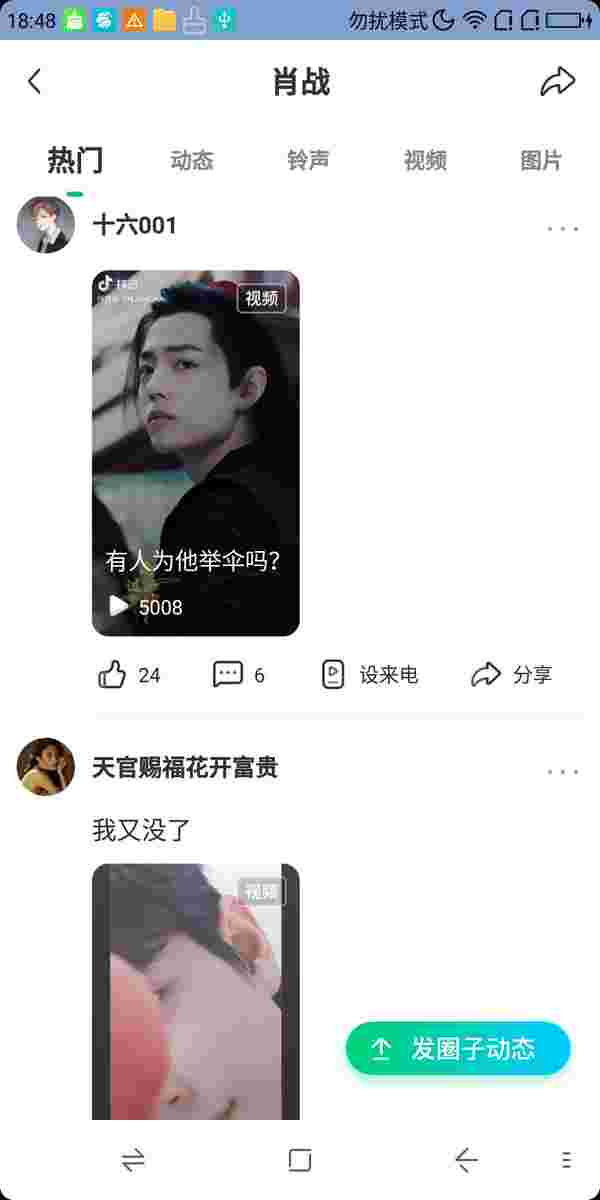 18:48
勿扰模式
肖战
热门 动态 铃声 视频 图片
十六001
抖音
视频
有人为他举伞吗?
5008
24 6 设来电 分享
天官赐福花开富贵
我又没了
视频
发圈子动态